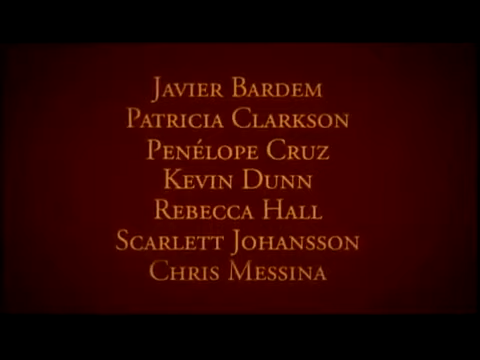 Javier Bardem
Patricia Clarkson
Penélope Cruz
Kevin Dunn
Rebecca Hall
Scarlett Johansson
Chris Messina